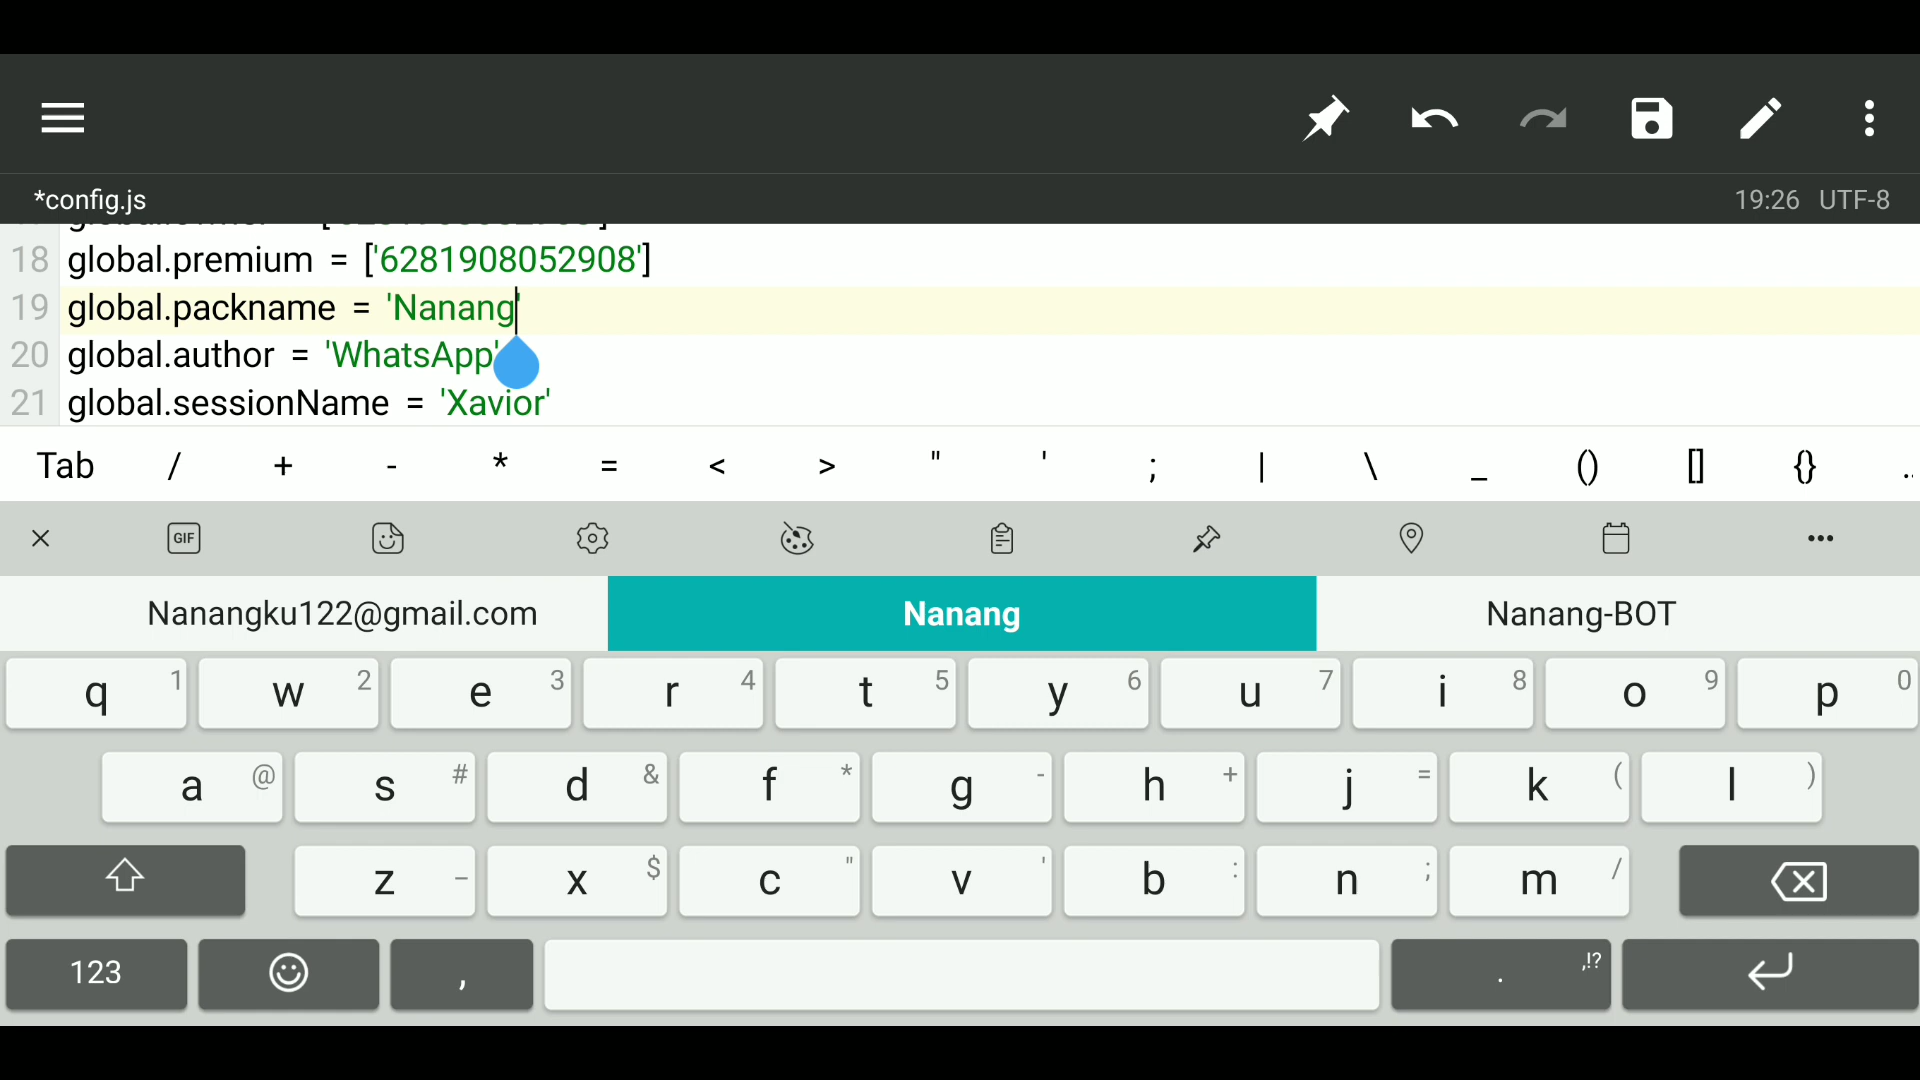 *config.js 19:26 UTF-8
18 global.premium = ['6281908052908']
19 global.packname = 'Nanang'
20 global.author = 'WhatsApp'
21 global.sessionName = 'Xavior'
Tab / + - * = < > " ' ; | \ _ () [] {} ..
GIF
Nanangku122@gmail.com Nanang Nanang-BOT
q 1 w 2 e 3 r 4 t 5 y 6 u 7 i 8 o 9 p 0
a @ s # d & f * g - h + j = k ( l )
z _ x $ c " v ' b : n ; m /
123 , . ,!?